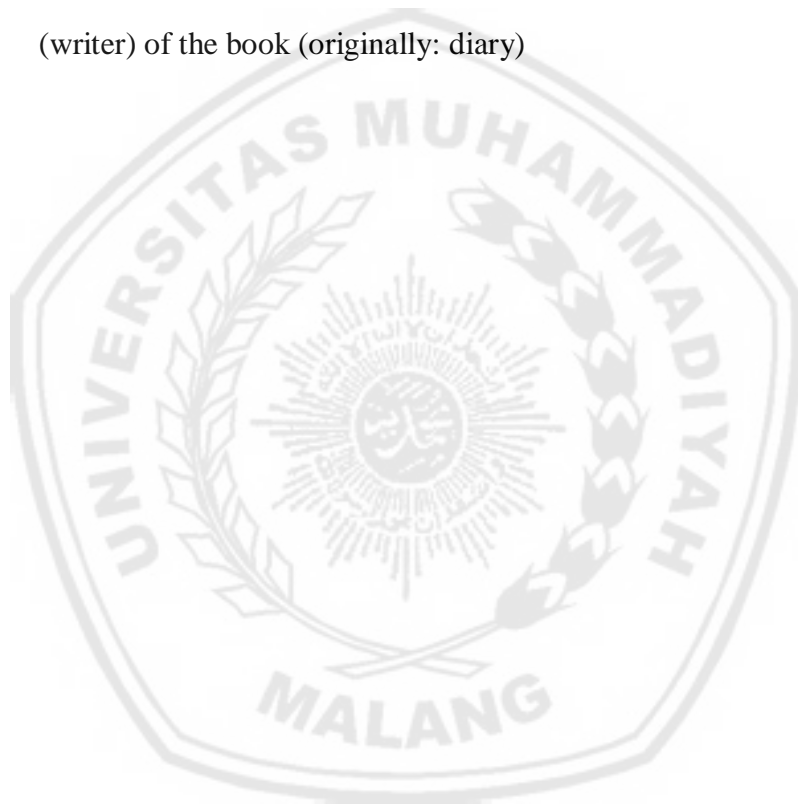 (writer) of the book (originally: diary)
UNIVERSITAS MUHAMMADIYAH
MALANG